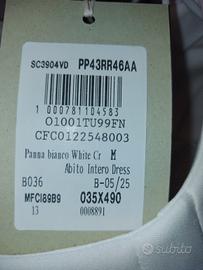 SC3904VD PP43RR46AA
1 000781104583
O1001TU99FN
CFC0122548003
Panna bianco White Cr M
Abito Intero Dress
B036 B-05/25
MFCI89B9 035X490
13 0008891
subito